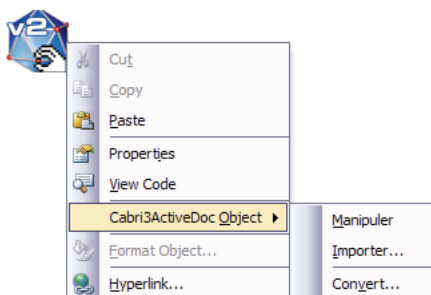 v2
Cut
Copy
Paste
Properties
View Code
Cabri3ActiveDoc Object
Manipuler
Format Object...
Importer...
Hyperlink...
Convert...